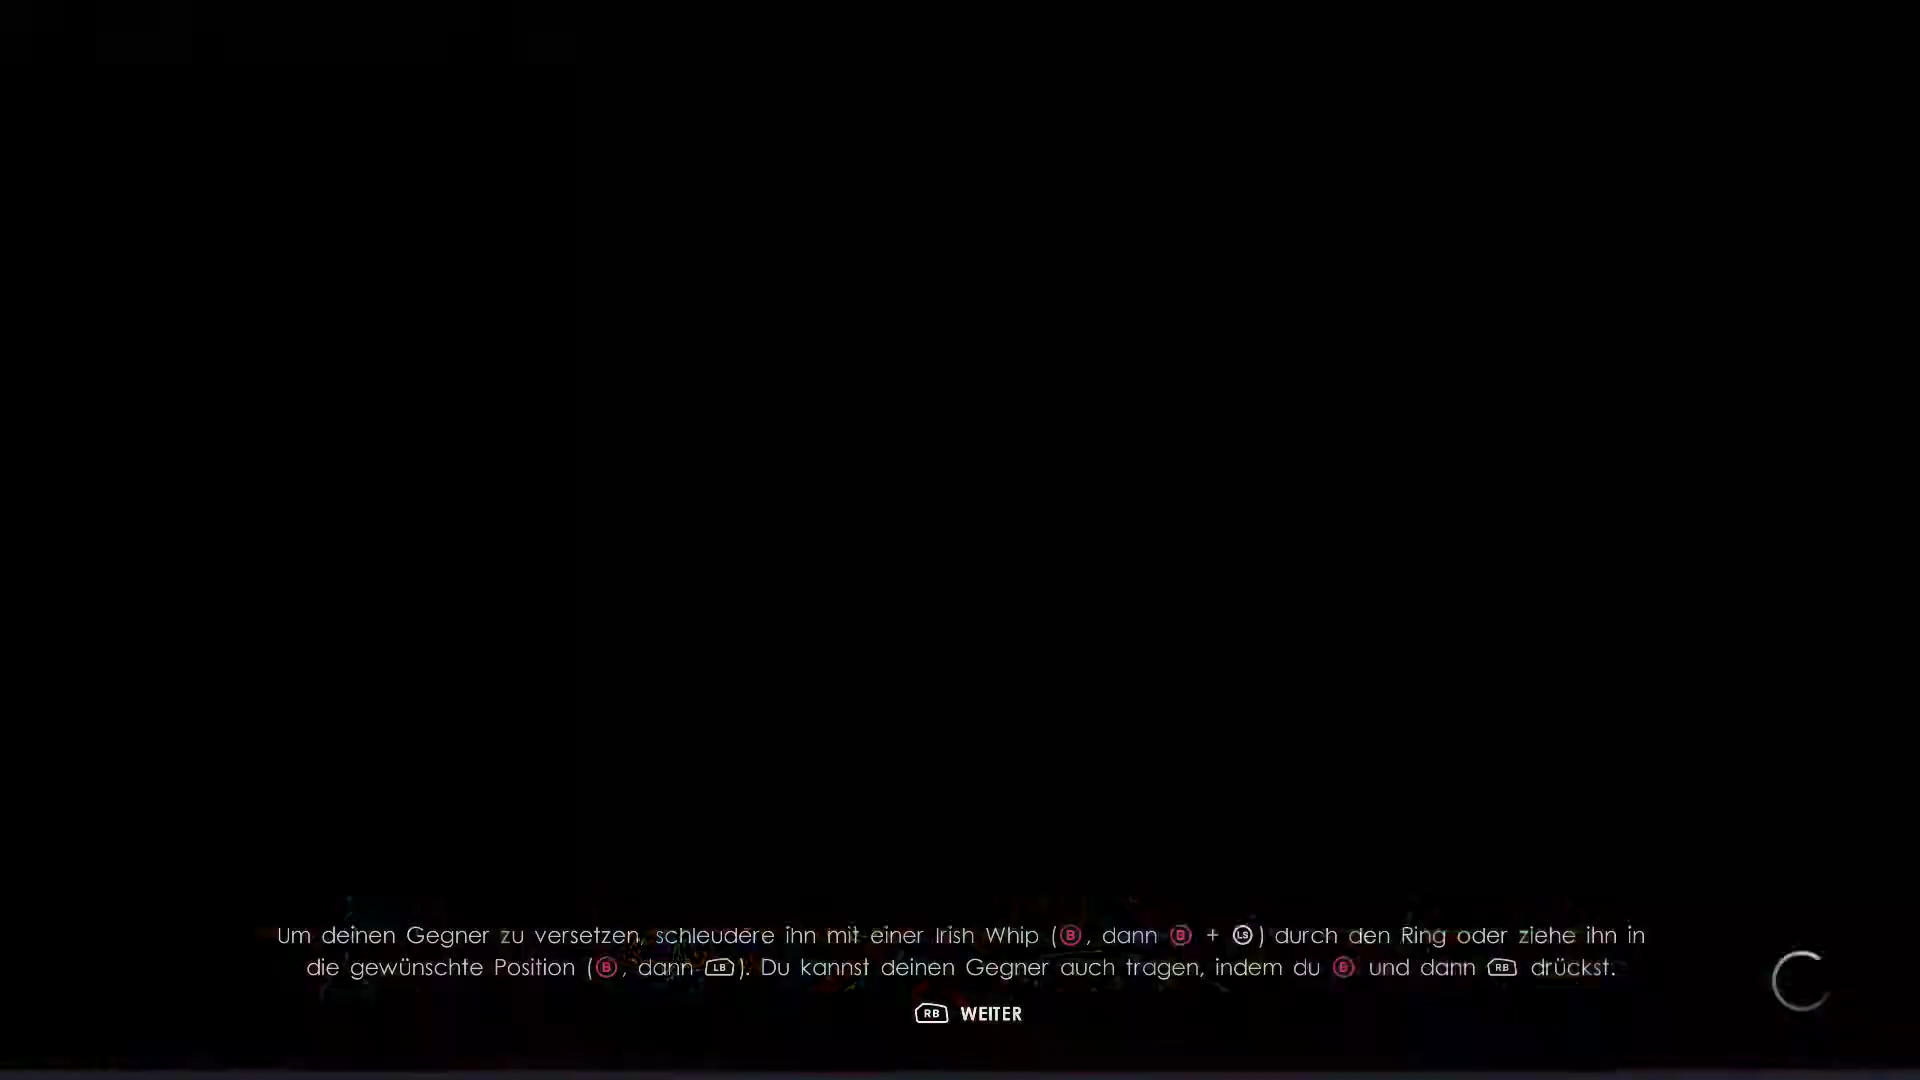 Um deinen Gegner zu versetzen, schleudere ihn mit einer Irish Whip (B, dann B + LS) durch den Ring oder ziehe ihn in
die gewünschte Position (B, dann LB). Du kannst deinen Gegner auch tragen, indem du B und dann RB drückst.
RB WEITER